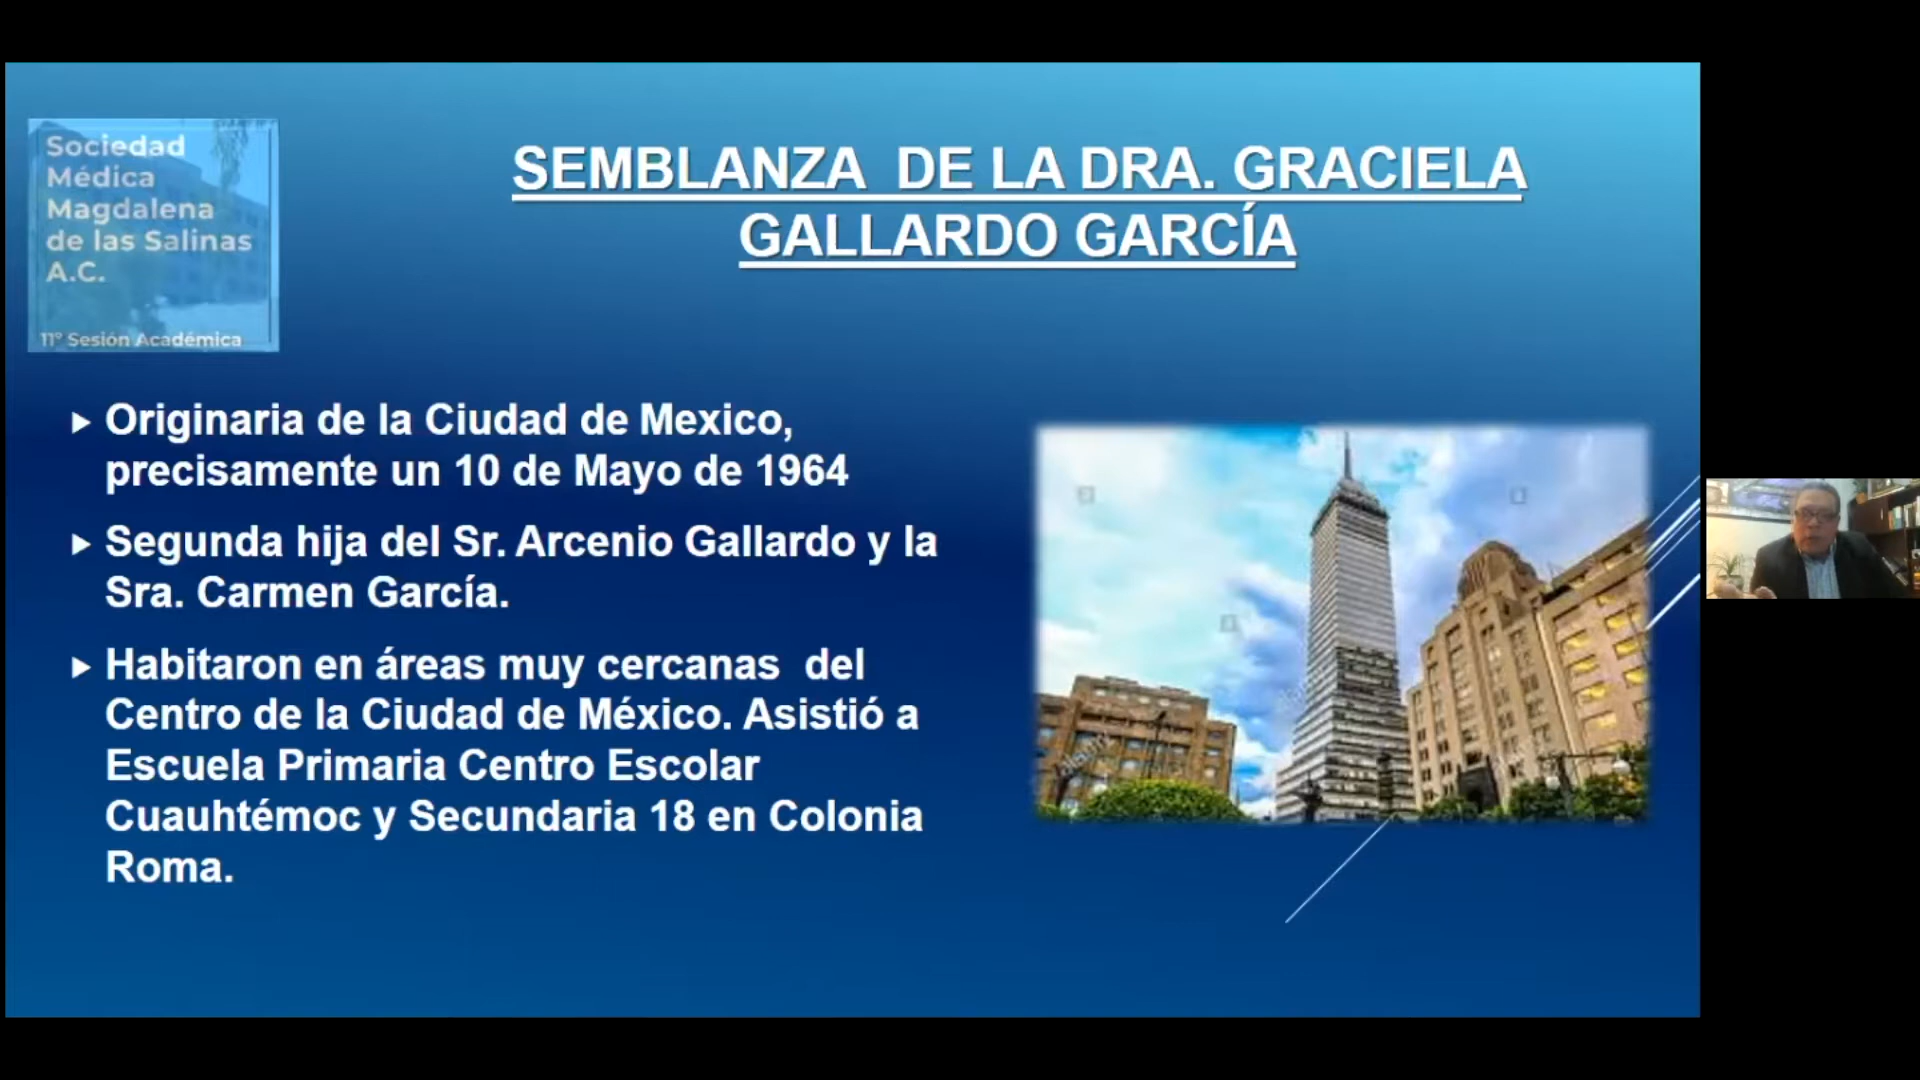 Sociedad
Médica
Magdalena
de las Salinas
A.C.
11° Sesión Académica
SEMBLANZA DE LA DRA. GRACIELA
GALLARDO GARCÍA
Originaria de la Ciudad de Mexico,
precisamente un 10 de Mayo de 1964
Segunda hija del Sr. Arcenio Gallardo y la
Sra. Carmen García.
Habitaron en áreas muy cercanas del
Centro de la Ciudad de México. Asistió a
Escuela Primaria Centro Escolar
Cuauhtémoc y Secundaria 18 en Colonia
Roma.